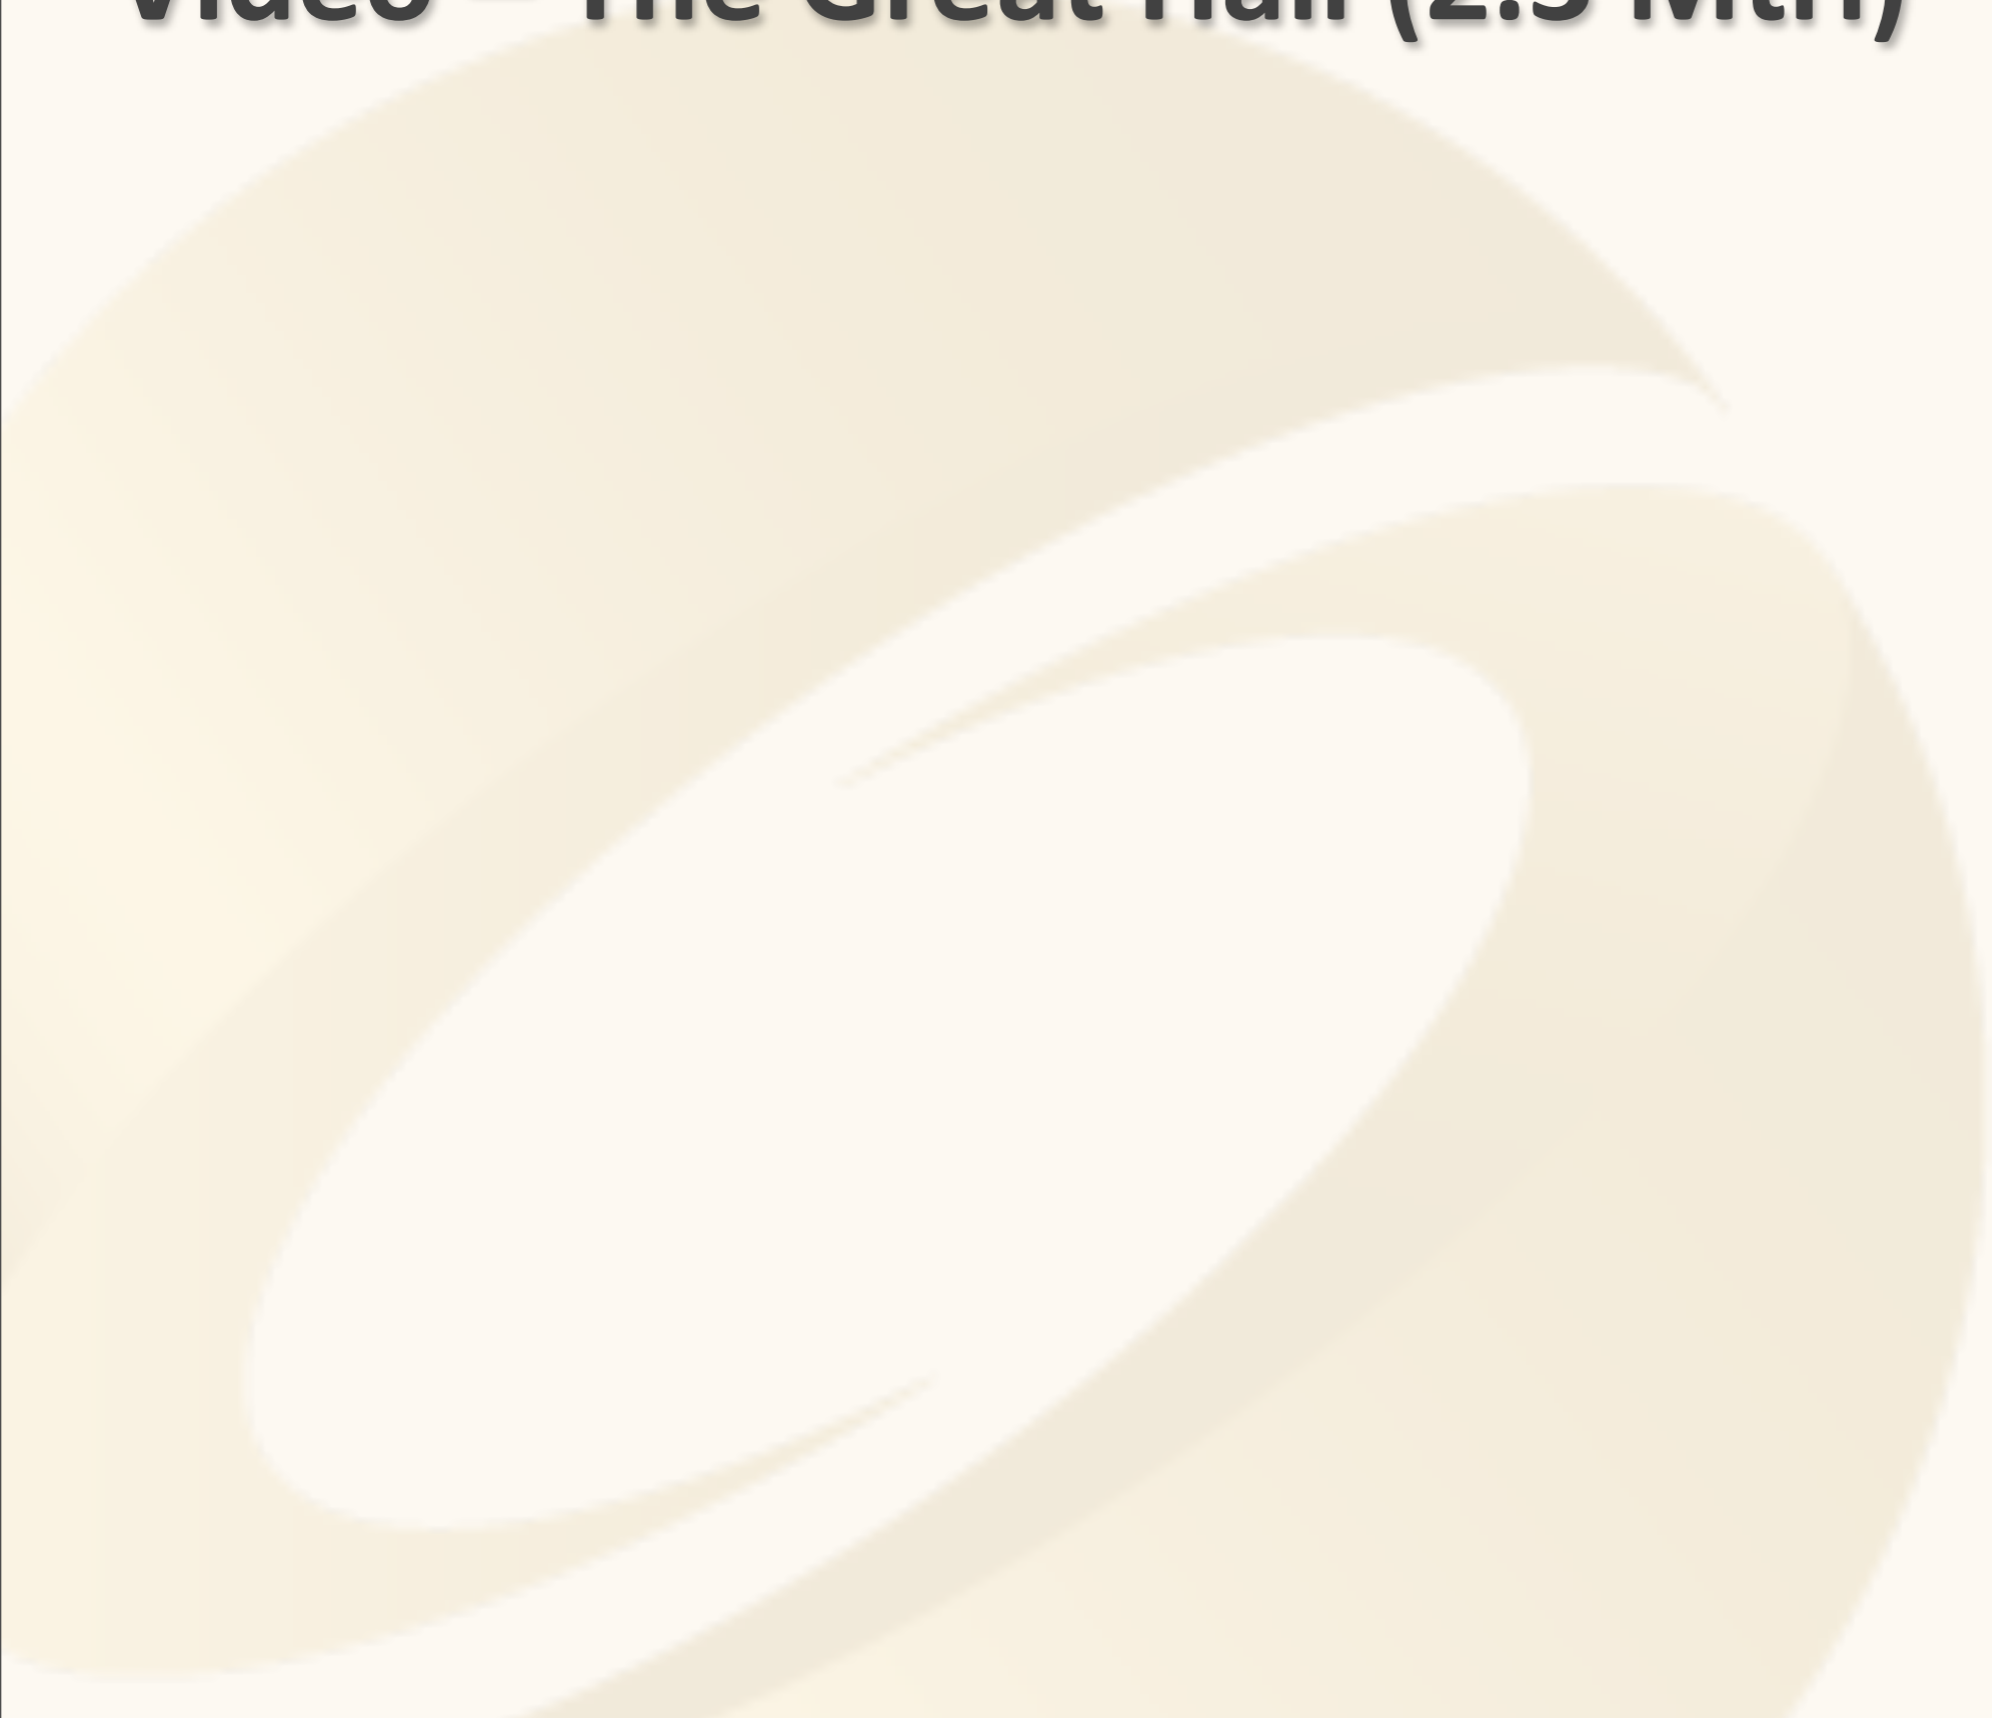 Video – The Great Hall (2.5 MtH)